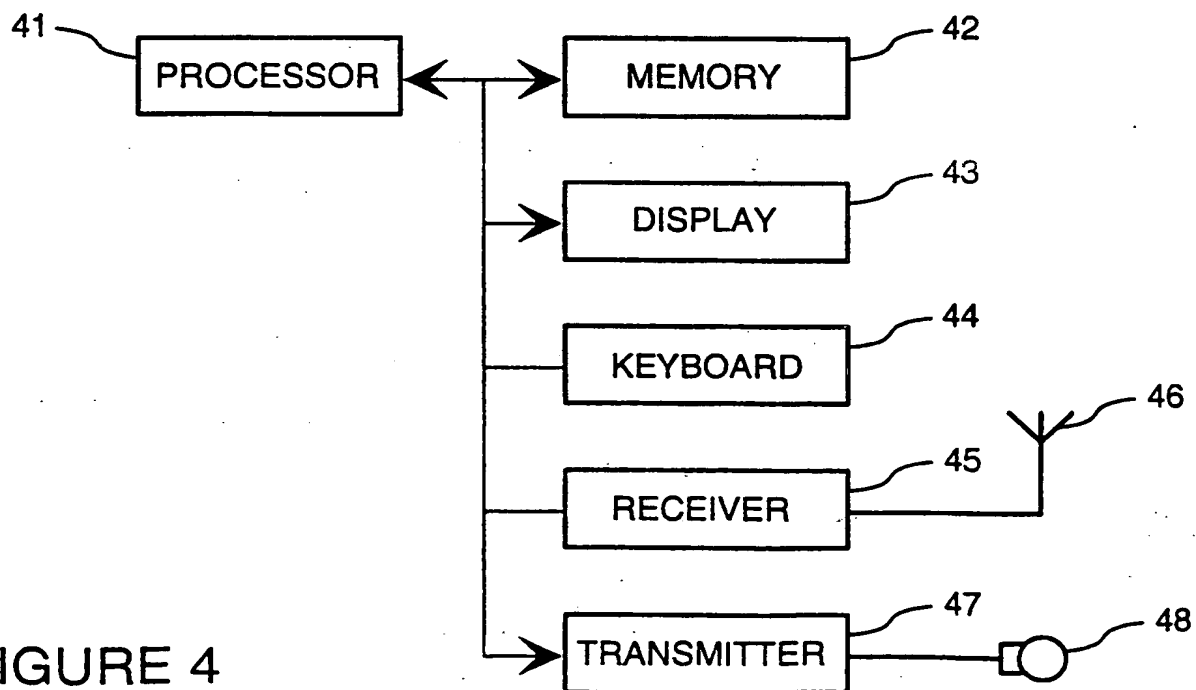 41
PROCESSOR
MEMORY
42
DISPLAY
43
KEYBOARD
44
RECEIVER
45
46
TRANSMITTER
47
48
IGURE 4